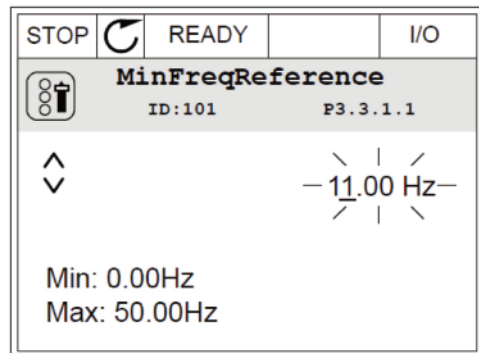 STOP READY I/O
MinFreqReference
ID:101 P3.3.1.1
11.00 Hz
Min: 0.00Hz
Max: 50.00Hz